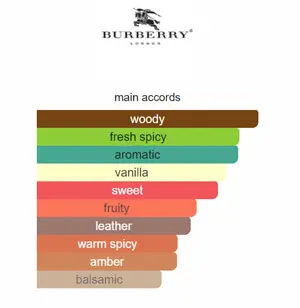 BURBERRY®
LONDON
main accords
woody
fresh spicy
aromatic
vanilla
sweet
fruity
leather
warm spicy
amber
balsamic